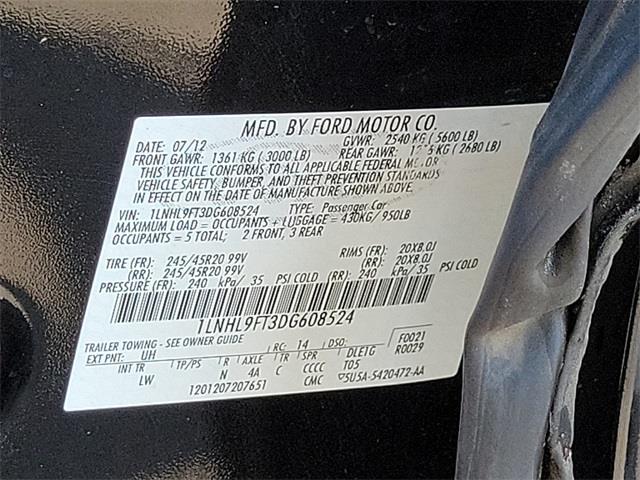 MFD. BY FORD MOTOR CO.
DATE: 07/12 GVWR: 2540 KG (5600 LB)
FRONT GAWR: 1361 KG (3000 LB) REAR GAWR: KG (2680 LB)
THIS VEHICLE CONFORMS TO ALL APPLICABLE FEDERAL MOTOR
VEHICLE SAFETY, BUMPER, AND THEFT PREVENTION STANDARDS
IN EFFECT ON THE DATE OF MANUFACTURE SHOWN ABOVE.
VIN: 1LNHL9FT3DG608524 TYPE: Passenger Car
MAXIMUM LOAD = OCCUPANTS + LUGGAGE = 430KG/950LB
OCCUPANTS = 5 TOTAL; 2 FRONT, 3 REAR
TIRE (FR): 245/45R20 99V RIMS (FR): 20X8.0J
(RR): 245/45R20 99V (RR): 20X8.0J
PRESSURE (FR): 240 kPa/ 35 PSI COLD (RR): 240 kPa/ 35 PSI COLD
1LNHL9FT3DG608524
TRAILER TOWING - SEE OWNER GUIDE
EXT PNT: UH RC: 14 DSO: F0021
R0029
INT TR TP/PS R AXLE TR SPR DLETG
LW N 4A C CCCC T05
1201207207651 CMC ▽5U5A-5420472-AA